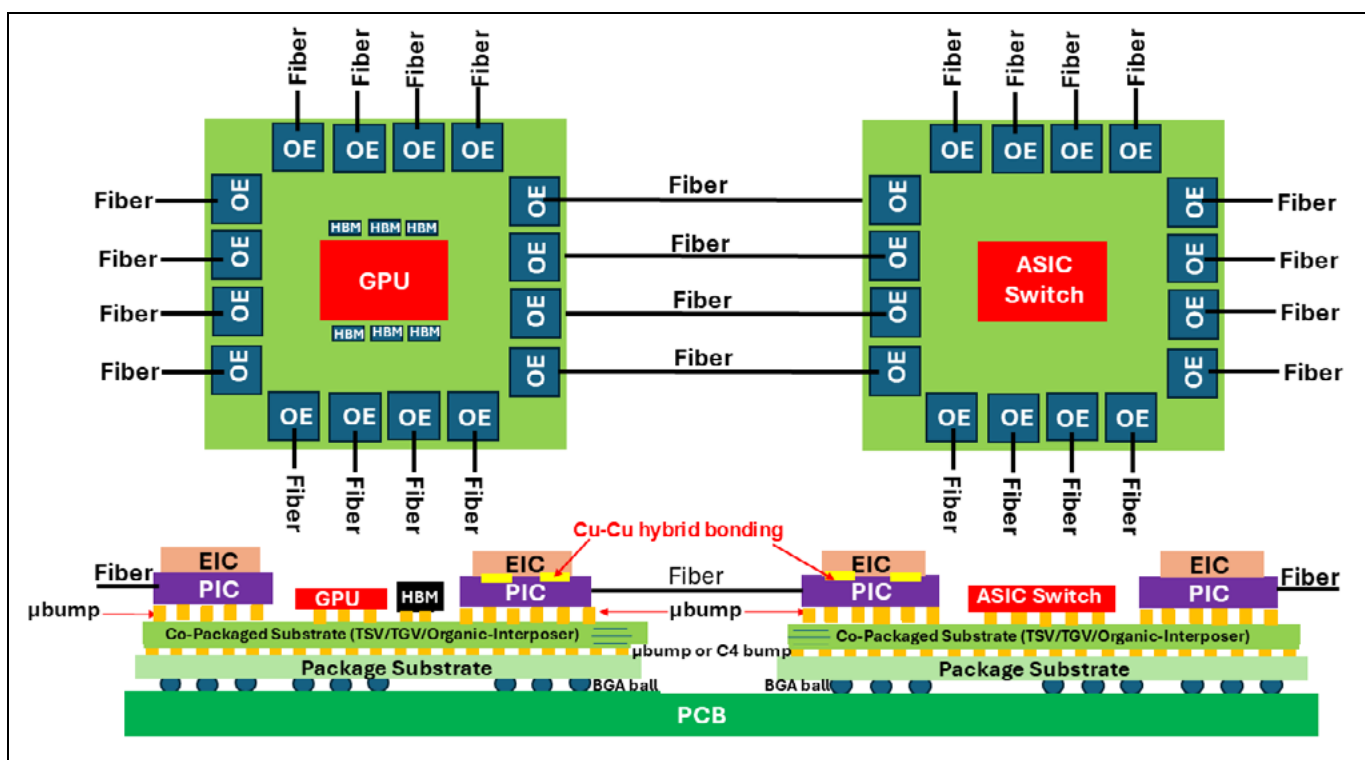 Fiber Fiber Fiber Fiber
Fiber Fiber Fiber Fiber
OE OE OE OE
OE OE OE OE
Fiber OE OE Fiber OE OE Fiber
HBM HBM HBM
Fiber OE OE Fiber OE OE Fiber
GPU
ASIC
Switch
Fiber OE OE Fiber OE OE Fiber
HBM HBM HBM
Fiber OE OE Fiber OE OE Fiber
OE OE OE OE
OE OE OE OE
Fiber Fiber Fiber Fiber
Fiber Fiber Fiber Fiber
Cu-Cu hybrid bonding
EIC EIC EIC EIC
Fiber PIC GPU HBM PIC Fiber PIC ASIC Switch PIC Fiber
μbump μbump
Co-Packaged Substrate (TSV/TGV/Organic-Interposer) Co-Packaged Substrate (TSV/TGV/Organic-Interposer)
μbump or C4 bump
Package Substrate Package Substrate
BGA ball BGA ball
PCB